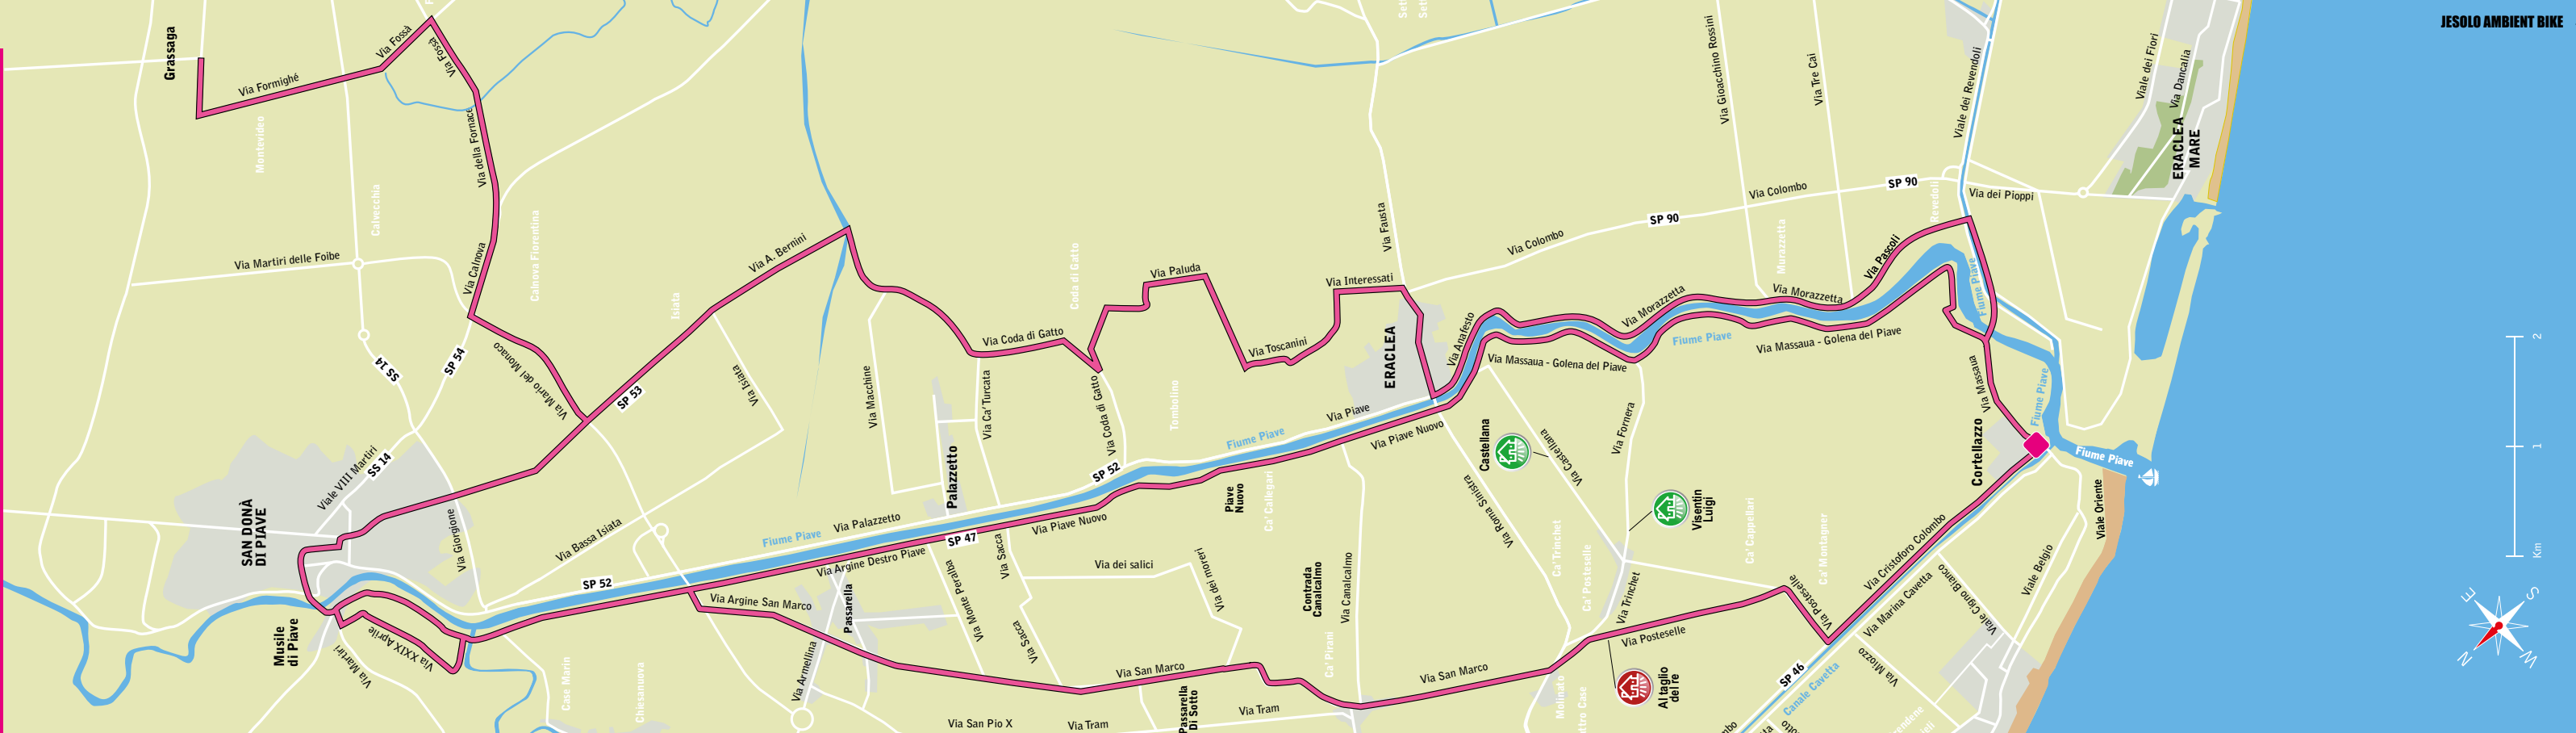 JESOLO AMBIENT BIKE
Grassaga
Via Formighé
Via Fossà
Via Fossà
Montevideo
Calvecchia
Via della Fornace
Via Martiri delle Foibe
Via Calnova
Calnova Fiorentina
SS 14
SP 54
Via Mario del Monaco
SP 53
Isiata
Via Isiata
Via A. Bernini
SAN DONÀ
DI PIAVE
Viale VIII Martiri
SS 14
Via Giorgione
Via Bassa Isiata
SP 52
Musile
di Piave
Via Martiri
Via XXIX Aprile
Case Marin
Chiesanuova
Fiume Piave
Via Palazzetto
Palazzetto
Via Macchine
Via Ca'Turcata
Via Coda di Gatto
Coda di Gatto
Via Coda di Gatto
Tombolino
SP 52
Via Paluda
Via Toscanini
Via Interessati
Via Fausta
ERACLEA
Via Piave
Fiume Piave
Via Piave Nuovo
Piave
Nuovo
Ca' Callegari
Via Piave Nuovo
SP 47
Via Argine Destro Piave
Via Argine San Marco
Passarella
Via Armellina
Via Monte Peralba
Via Sacca
Via Sacca
Via dei salici
Via dei moreri
Via San Marco
Passarella
Di Sotto
Via San Pio X
Via Tram
Via Tram
Contrada
Canalcalmo
Via Canalcalmo
Ca' Pirani
Via San Marco
Via Anafesto
Via Massaua - Golena del Piave
Via Morazzetta
Via Morazzetta
Murazzetta
Fiume Piave
Via Massaua - Golena del Piave
Via Colombo
SP 90
Via Colombo
SP 90
Via Gioacchino Rossini
Via Tre Cai
Viale dei Revendoli
Revedoli
Via dei Pioppi
Via Pascoli
Viale dei Fiori
Via Dancalia
ERACLEA
MARE
Fiume Piave
Fiume Piave
Fiume Piave
Via Massaua
Cortellazzo
Castellana
Via Castellana
Via Fornera
Via Roma Sinistra
Visentin
Luigi
Ca' Trinchet
Ca' Posteselle
Via Trinchet
Ca' Cappellari
Ca' Montagner
Via Posteselle
Via Posteselle
Molinato
Al taglio
del re
Via Cristoforo Colombo
Via Marina Cavetta
SP 46
Canale Cavetta
Viale Cigno Bianco
Via Miozzo
Viale Belgio
Viale Oriente
2
1
Km
E
S
N
W